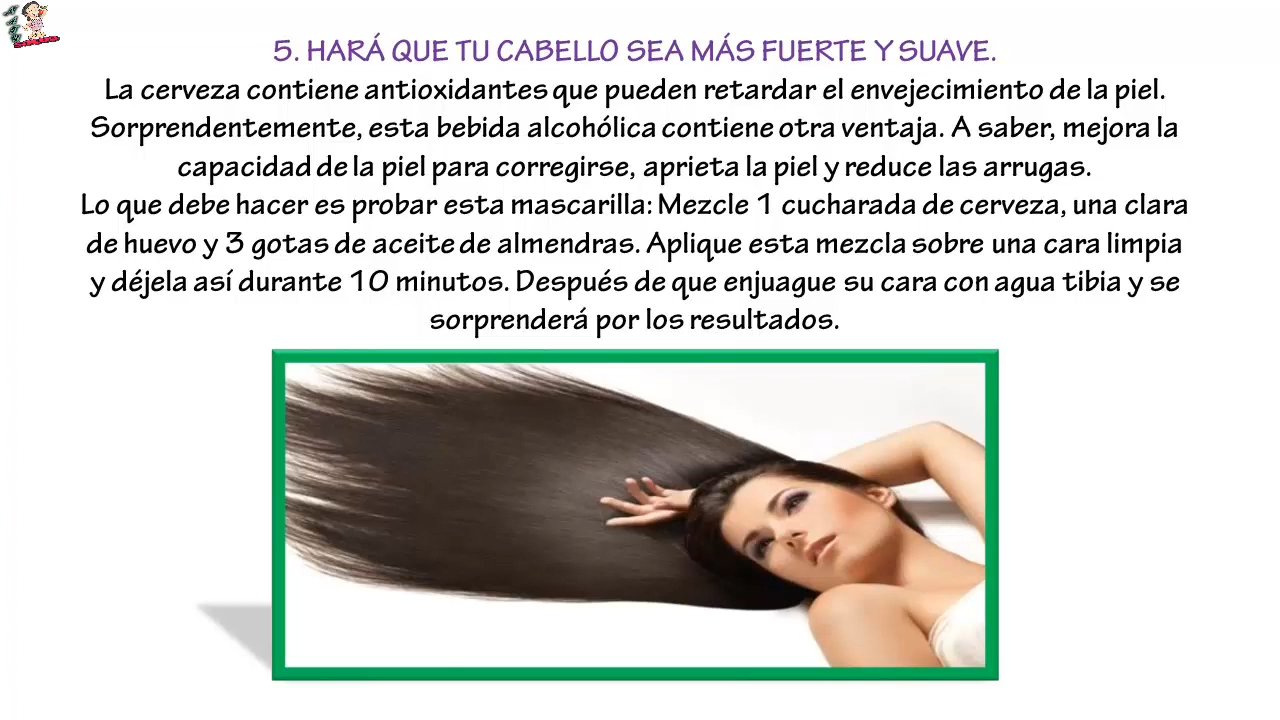 5. HARÁ QUE TU CABELLO SEA MÁS FUERTE Y SUAVE.
La cerveza contiene antioxidantes que pueden retardar el envejecimiento de la piel.
Sorprendentemente, esta bebida alcohólica contiene otra ventaja. A saber, mejora la
capacidad de la piel para corregirse, aprieta la piel y reduce las arrugas.
Lo que debe hacer es probar esta mascarilla: Mezcle 1 cucharada de cerveza, una clara
de huevo y 3 gotas de aceite de almendras. Aplique esta mezcla sobre una cara limpia
y déjela así durante 10 minutos. Después de que enjuague su cara con agua tibia y se
sorprenderá por los resultados.